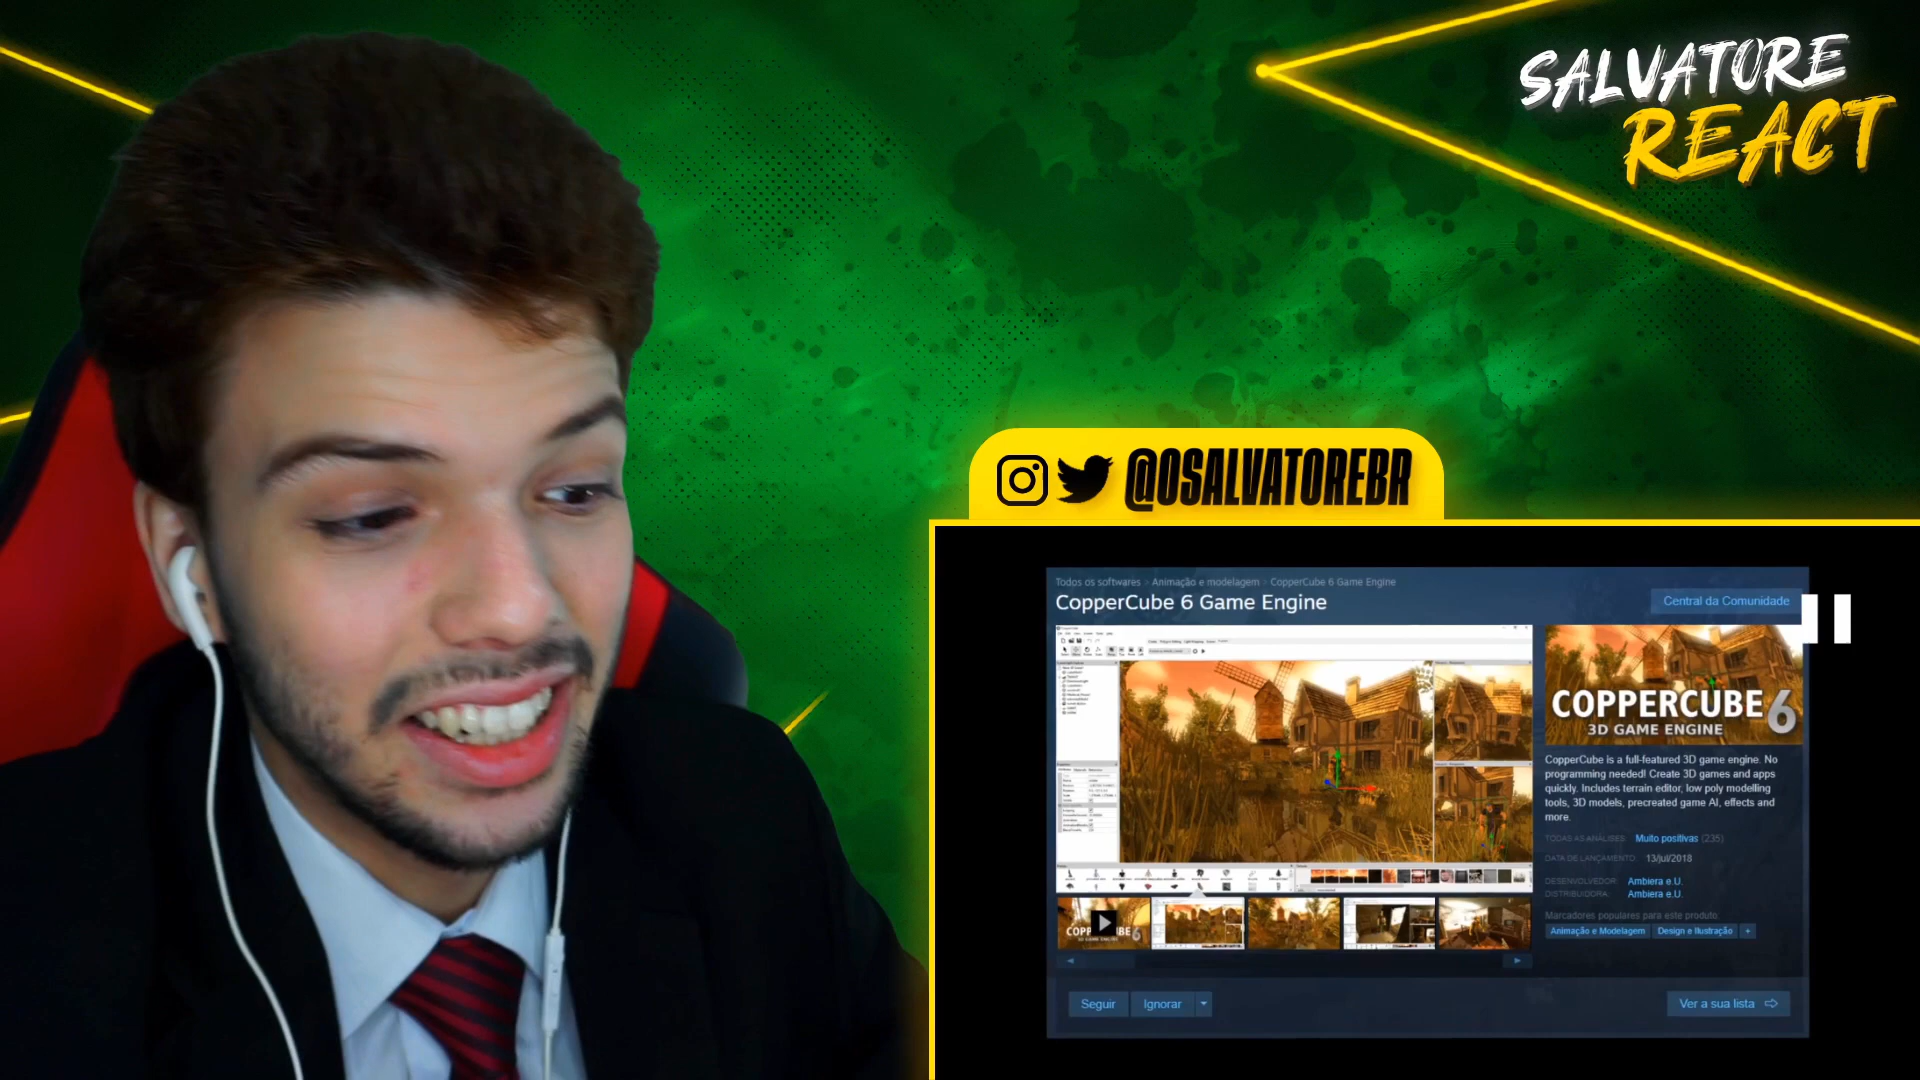 SALVATORE
REACT
@OSALVATOREBR
Todos os softwares > Animação e modelagem > CopperCube 6 Game Engine
CopperCube 6 Game Engine
Central da Comunidade
COPPERCUBE 6
3D GAME ENGINE
CopperCube is a full-featured 3D game engine. No
programming needed! Create 3D games and apps
quickly. Includes terrain editor, low poly modelling
tools, 3D models, precreated game AI, effects and
more.
TODAS AS ANÁLISES: Muito positivas (235)
DATA DE LANÇAMENTO: 13/jul/2018
DESENVOLVEDOR: Ambiera e.U.
DISTRIBUIDORA: Ambiera e.U.
Marcadores populares para este produto:
Animação e Modelagem Design e Ilustração +
Seguir Ignorar Ver a sua lista